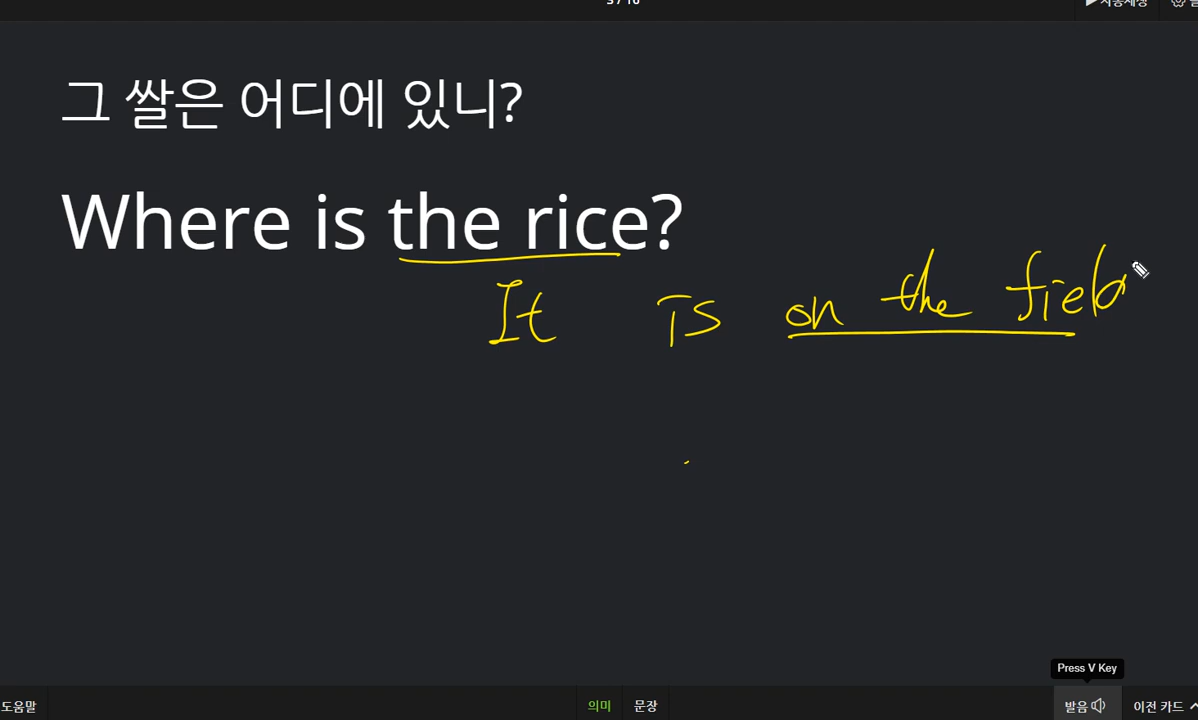 그 쌀은 어디에 있니?
Where is the rice?
It is on the field
Press V Key
도움말 의미 문장 발음 이전 카드